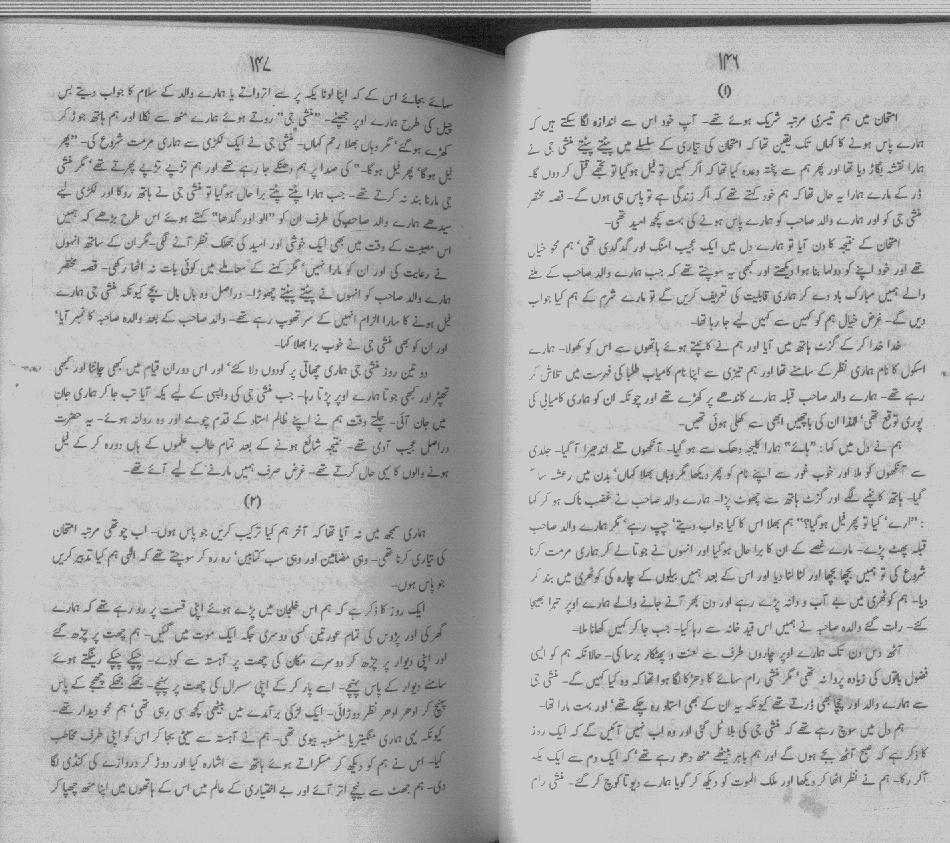 ۱۴۶
(۱)
امتحان میں ہم تیسری مرتبہ شریک ہوئے تھے۔ آپ خود اس سے اندازہ لگا سکتے ہیں کہ
ہمارے پاس ہونے کا کہاں تک یقین تھا کہ امتحان کی تیاری کے سلسلے میں پٹتے پٹتے منشی جی نے
ہمارا نقشہ بگاڑ دیا تھا اور پھر ہم سے پختہ وعدہ کیا تھا کہ اگر کہیں تو فیل ہو گیا تو تجھے قتل کر دوں گا۔
ڈر کے مارے ہمارا یہ حال تھا کہ ہم خود کہتے تھے کہ اگر زندگی ہے تو پاس ہی ہوں گے۔ قصہ مختصر
منشی جی کو اور ہمارے والد صاحب کو ہمارے پاس ہونے کی بہت کچھ امید تھی۔
امتحان کے نتیجہ کا دن آیا تو ہمارے دل میں ایک عجیب امنگ اور گدگدی تھی‘ ہم محو خیال
تھے اور خود اپنے کو دولہا بنا ہوا دیکھتے اور کبھی یہ سوچتے تھے کہ جب ہمارے والد صاحب کے ملنے
والے ہمیں مبارک باد دے کر ہماری قابلیت کی تعریف کریں گے تو مارے شرم کے ہم کیا جواب
دیں گے۔ غرض خیال ہم کو کہیں سے کہیں لیے جا رہا تھا۔
خدا خدا کر کے گزٹ ہاتھ میں آیا اور ہم نے کانپتے ہوئے ہاتھوں سے اس کو کھولا۔ ہمارے
اسکول کا نام ہماری نظر کے سامنے تھا اور ہم تیزی سے اپنا نام کامیاب طلبا کی فہرست میں تلاش کر
رہے تھے۔ ہمارے والد صاحب قبلہ ہمارے کاندھے پر کھڑے تھے اور چونکہ ان کو ہماری کامیابی کی
پوری توقع تھی‘ لہٰذا ان کی باچھیں ابھی سے کھلی ہوئی تھیں۔
ہم نے دل میں کہا: ”ہائے“ ہمارا کلیجہ دھک سے ہو گیا۔ آنکھوں تلے اندھیرا آ گیا۔ جلدی
سے آنکھوں کو ملا اور خوب غور سے اپنے نام کو پھر دیکھا مگر وہاں بھلا کہاں‘ بدن میں رعشہ سا
گیا۔ ہاتھ کانپنے لگے اور گزٹ ہاتھ سے چھوٹ پڑا۔ ہمارے والد صاحب نے غضب ناک ہو کر کہا
: ”ارے‘ کیا تو پھر فیل ہو گیا؟“ ہم بھلا اس کا کیا جواب دیتے‘ چپ رہے‘ مگر ہمارے والد صاحب
قبلہ پھٹ پڑے۔ مارے غصے کے ان کا برا حال ہو گیا اور انہوں نے جوتا لے کر ہماری مرمت کرنا
شروع کی تو ہمیں بچھا بچھا اور لٹا لٹا دیا اور اس کے بعد ہمیں بیلوں کے چارہ کی کوٹھری میں بند کر
دیا۔ ہم کوٹھری میں بے آب و دانہ پڑے رہے اور دن بھر آنے جانے والے ہمارے اوپر تبرا بھیجا
کئے۔ رات گئے والدہ صاحبہ نے ہمیں اس قید خانہ سے رہا کیا۔ جب جا کر کہیں کھانا ملا۔
آٹھ دس دن تک ہمارے اوپر چاروں طرف سے لعنت و پھٹکار برسا کی۔ حالانکہ ہم کو ایسی
فضول باتوں کی زیادہ پروا نہ تھی‘ مگر منشی رام سہائے کا دھڑکا لگا ہوا تھا کہ وہ کیا کہیں گے۔ منشی جی
سے ہمارے والد اور چچا بھی ڈرتے تھے کیونکہ یہ ان کے بھی استاد رہ چکے تھے‘ اور بہت مارا تھا۔
ہم دل میں سوچ رہے تھے کہ منشی جی کی بلا ٹل گئی اور وہ اب نہیں آئیں گے کہ ایک روز
کا ذکر ہے کہ صبح آٹھ بجے ہوں گے اور ہم باہر بیٹھے منھ دھو رہے تھے‘ کہ ایک دم سے ایک یکہ
آ کر رکا۔ ہم نے نظر اٹھا کر دیکھا اور ملک الموت کو دیکھ کر گویا ہمارے دیوتا کوچ کر گئے۔ منشی رام
۱۴۷
سہائے بجائے اس کے کہ اپنا لوٹا یکہ پر سے اترواتے یا ہمارے والد کے سلام کا جواب دیتے بس
چیل کی طرح ہمارے اوپر جھپٹے۔ ”منشی جی“ روتے ہوئے ہمارے منھ سے نکلا اور ہم ہاتھ جوڑ کر
کھڑے ہو گئے‘ مگر وہاں بھلا رحم کہاں۔ منشی جی نے ایک لکڑی سے ہماری مرمت شروع کی۔ ”پھر
فیل ہو گا‘ پھر فیل ہو گا۔“ کی صدا پر ہم دھنکے جا رہے تھے اور ہم تڑپے تڑپے پھرتے تھے‘ مگر منشی
جی مارنا بند نہ کرتے تھے۔ جب ہمارا پٹتے پٹتے برا حال ہو گیا تو منشی جی نے ہاتھ روکا اور لکڑی لیے
سیدھے ہمارے والد صاحب کی طرف ان کو ”الو اور گدھا“ کہتے ہوئے اس طرح بڑھے کہ ہمیں
اس مصیبت کے وقت میں بھی ایک خوشی اور امید کی جھلک نظر آنے لگی۔ مگر ان کے ساتھ انہوں
نے رعایت کی اور ان کو مارا نہیں‘ مگر کہنے کے معاملے میں کوئی بات نہ اٹھا رکھی۔ قصہ مختصر
ہمارے والد صاحب کو انہوں نے پٹتے پٹتے چھوڑا۔ دراصل وہ بال بال بچے کیونکہ منشی جی ہمارے
فیل ہونے کا سارا الزام انہیں کے سر تھوپ رہے تھے۔ والد صاحب کے بعد والدہ صاحبہ کا نمبر آیا‘
اور ان کو بھی منشی جی نے خوب برا بھلا کہا۔
دو تین روز منشی جی ہماری چھاتی پر کودوں دلا کئے‘ اور اس دوران قیام میں کبھی چانٹا اور کبھی
تھپڑ اور کبھی جوتا ہمارے اوپر پڑتا رہا۔ جب منشی جی کی واپسی کے لیے یکہ آیا تب جا کر ہماری جان
میں جان آئی۔ چلتے وقت ہم نے اپنے ظالم استاد کے قدم چومے اور وہ روانہ ہوئے۔ یہ حضرت
دراصل عجیب آدمی تھے۔ نتیجہ شائع ہونے کے بعد تمام طالب علموں کے ہاں دورہ کر کے فیل
ہونے والوں کا یہی حال کرتے تھے۔ غرض صرف ہمیں مارنے کے لیے آئے تھے۔
(۲)
ہماری سمجھ میں نہ آیا تھا کہ آخر ہم کیا ترکیب کریں جو پاس ہوں۔ اب چوتھی مرتبہ امتحان
کی تیاری کرنا تھی۔ وہی مضامین اور وہی سب کتابیں‘ رہ رہ کر سوچتے تھے کہ الٰہی ہم کیا تدبیر کریں
جو پاس ہوں۔
ایک روز کا ذکر ہے کہ ہم اس خلجان میں پڑے ہوئے اپنی قسمت پر رو رہے تھے کہ ہمارے
گھر کی اور پڑوس کی تمام عورتیں کسی دوسری جگہ ایک موت میں گئیں۔ ہم چھت پر چڑھ گئے
اور اپنی دیوار پر چڑھ کر دوسرے مکان کی چھت پر آہستہ سے کودے۔ چپکے چپکے رینگتے ہوئے
سامنے دیوار کے پاس پہنچے۔ اسے پار کر کے اپنی سسرال کی چھت پر پہنچے۔ جھکے جھکے چھجے کے پاس
پہنچ کر ادھر ادھر نظر دوڑائی۔ ایک لڑکی برآمدے میں بیٹھی کچھ سی رہی تھی‘ ہم محو دیدار تھے۔
کیونکہ یہی ہماری منگیتر یا منسوبہ بیوی تھی۔ ہم نے آہستہ سے سیٹی بجا کر اس کو اپنی طرف مخاطب
کیا۔ اس نے ہم کو دیکھ کر مسکراتے ہوئے ہاتھ سے اشارہ کیا اور دوڑ کر دروازے کی کنڈی لگا
دی۔ ہم جھٹ سے نیچے اتر آئے اور بے اختیاری کے عالم میں اس کے ہاتھوں میں اپنا منھ چھپا کر